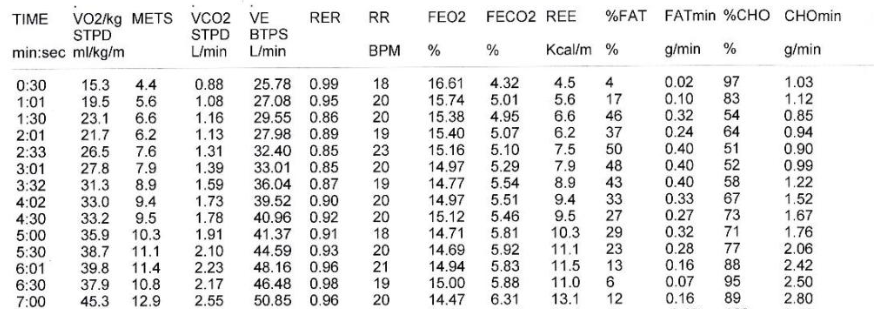 TIME VO2/kg METS VCO2 VE RER RR FEO2 FECO2 REE %FAT FATmin %CHO CHOmin
STPD STPD BTPS
min:sec ml/kg/m L/min L/min BPM % % Kcal/m % g/min % g/min
0:30 15.3 4.4 0.88 25.78 0.99 18 16.61 4.32 4.5 4 0.02 97 1.03
1:01 19.5 5.6 1.08 27.08 0.95 20 15.74 5.01 5.6 17 0.10 83 1.12
1:30 23.1 6.6 1.16 29.55 0.86 20 15.38 4.95 6.6 46 0.32 54 0.85
2:01 21.7 6.2 1.13 27.98 0.89 19 15.40 5.07 6.2 37 0.24 64 0.94
2:33 26.5 7.6 1.31 32.40 0.85 23 15.16 5.10 7.5 50 0.40 51 0.90
3:01 27.8 7.9 1.39 33.01 0.85 20 14.97 5.29 7.9 48 0.40 52 0.99
3:32 31.3 8.9 1.59 36.04 0.87 19 14.77 5.54 8.9 43 0.40 58 1.22
4:02 33.0 9.4 1.73 39.52 0.90 20 14.97 5.51 9.4 33 0.33 67 1.52
4:30 33.2 9.5 1.78 40.96 0.92 20 15.12 5.46 9.5 27 0.27 73 1.67
5:00 35.9 10.3 1.91 41.37 0.91 18 14.71 5.81 10.3 29 0.32 71 1.76
5:30 38.7 11.1 2.10 44.59 0.93 20 14.69 5.92 11.1 23 0.28 77 2.06
6:01 39.8 11.4 2.23 48.16 0.96 21 14.94 5.83 11.5 13 0.16 88 2.42
6:30 37.9 10.8 2.17 46.48 0.98 19 15.00 5.88 11.0 6 0.07 95 2.50
7:00 45.3 12.9 2.55 50.85 0.96 20 14.47 6.31 13.1 12 0.16 89 2.80